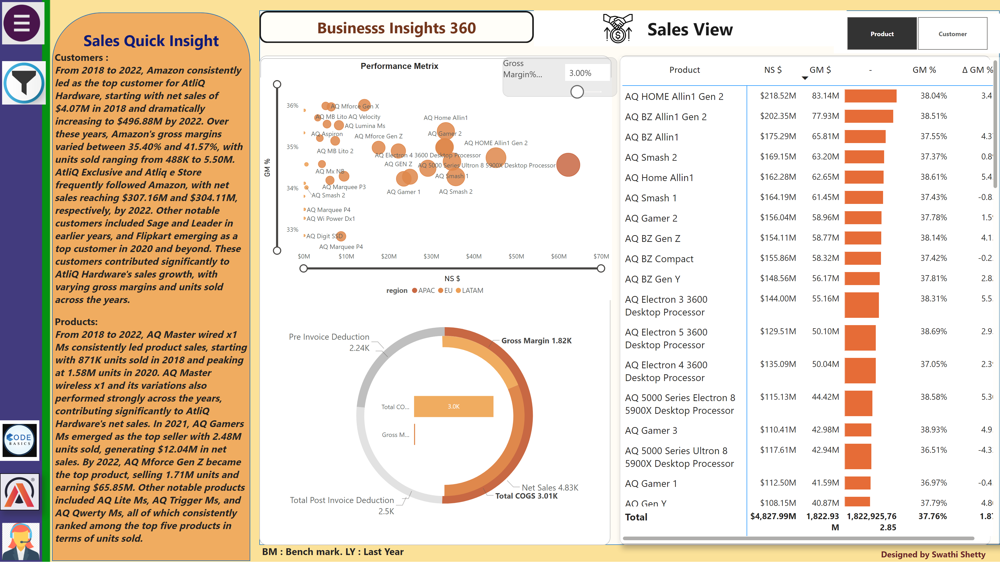 Sales Quick Insight
Customers :
From 2018 to 2022, Amazon consistently
led as the top customer for AtliQ
Hardware, starting with net sales of
$4.07M in 2018 and dramatically
increasing to $496.88M by 2022. Over
these years, Amazon's gross margins
varied between 35.40% and 41.57%, with
units sold ranging from 488K to 5.50M.
AtliQ Exclusive and Atliq e Store
frequently followed Amazon, with net
sales reaching $307.16M and $304.11M,
respectively, by 2022. Other notable
customers included Sage and Leader in
earlier years, and Flipkart emerging as a
top customer in 2020 and beyond. These
customers contributed significantly to
AtliQ Hardware's sales growth, with
varying gross margins and units sold
across the years.
Products:
From 2018 to 2022, AQ Master wired x1
Ms consistently led product sales, starting
with 871K units sold in 2018 and peaking
at 1.58M units in 2020. AQ Master
wireless x1 and its variations also
performed strongly across the years,
contributing significantly to AtliQ
Hardware's net sales. In 2021, AQ Gamers
Ms emerged as the top seller with 2.48M
units sold, generating $12.04M in net
sales. By 2022, AQ Mforce Gen Z became
the top product, selling 1.71M units and
earning $65.85M. Other notable products
included AQ Lite Ms, AQ Trigger Ms, and
AQ Qwerty Ms, all of which consistently
ranked among the top five products in
terms of units sold.
CODE
BASICS
®
Businesss Insights 360
Sales View
Product
Customer
Performance Metrix
Gross
Margin%...
3.00%
GM %
36%
35%
34%
33%
AQ Mforce Gen X
AQ MB Lito
AQ Velocity
AQ Home Allin1
AQ Lumina Ms
AQ Aspiron
AQ Mforce Gen Z
AQ Gamer 2
AQ HOME Allin1 Gen 2
AQ MB Lito 2
AQ Electron 4 3600 Desktop Processor
AQ GEN Z
AQ 5000 Series Ultron 8 5900X Desktop Processor
AQ Mx NB
AQ Smash 1
AQ Marquee P3
AQ Gamer 1
AQ Smash 2
AQ Smash 2
AQ Marquee P4
AQ Wi Power Dx1
AQ Digit SSD
AQ Marquee P4
$0M $10M $20M $30M $40M $50M $60M $70M
NS $
region APAC EU LATAM
Pre Invoice Deduction
2.24K
Gross Margin 1.82K
Total CO...
3.0K
Gross M...
Net Sales 4.83K
Total COGS 3.01K
Total Post Invoice Deduction
2.5K
Product NS $ GM $ - GM % Δ GM %
AQ HOME Allin1 Gen 2 $218.52M 83.14M 38.04% 3.4
AQ BZ Allin1 Gen 2 $202.35M 77.93M 38.51%
AQ BZ Allin1 $175.29M 65.81M 37.55% 4.3
AQ Smash 2 $169.15M 63.20M 37.37% 0.8
AQ Home Allin1 $162.28M 62.65M 38.61% 5.4
AQ Smash 1 $164.19M 61.45M 37.43% -0.8
AQ Gamer 2 $156.04M 58.96M 37.78% 1.5
AQ BZ Gen Z $154.11M 58.77M 38.14% 4.1
AQ BZ Compact $155.86M 58.32M 37.42% -0.2
AQ BZ Gen Y $148.56M 56.17M 37.81% 2.8
AQ Electron 3 3600 $144.00M 55.16M 38.31% 5.5
Desktop Processor
AQ Electron 5 3600 $129.51M 50.10M 38.69% 2.9
Desktop Processor
AQ Electron 4 3600 $135.09M 50.04M 37.05% 2.3
Desktop Processor
AQ 5000 Series Electron 8 $115.13M 44.42M 38.58% 5.3
5900X Desktop Processor
AQ Gamer 3 $110.41M 42.98M 38.93% 4.9
AQ 5000 Series Ultron 8 $117.61M 42.94M 36.51% -4.3
5900X Desktop Processor
AQ Gamer 1 $112.50M 41.59M 36.97% -0.4
AQ Gen Y $108.15M 40.87M 37.79% 4.8
Total $4,827.99M 1,822.93 1,822,925,76 37.76% 1.8
M 2.85
BM : Bench mark. LY : Last Year
Designed by Swathi Shetty